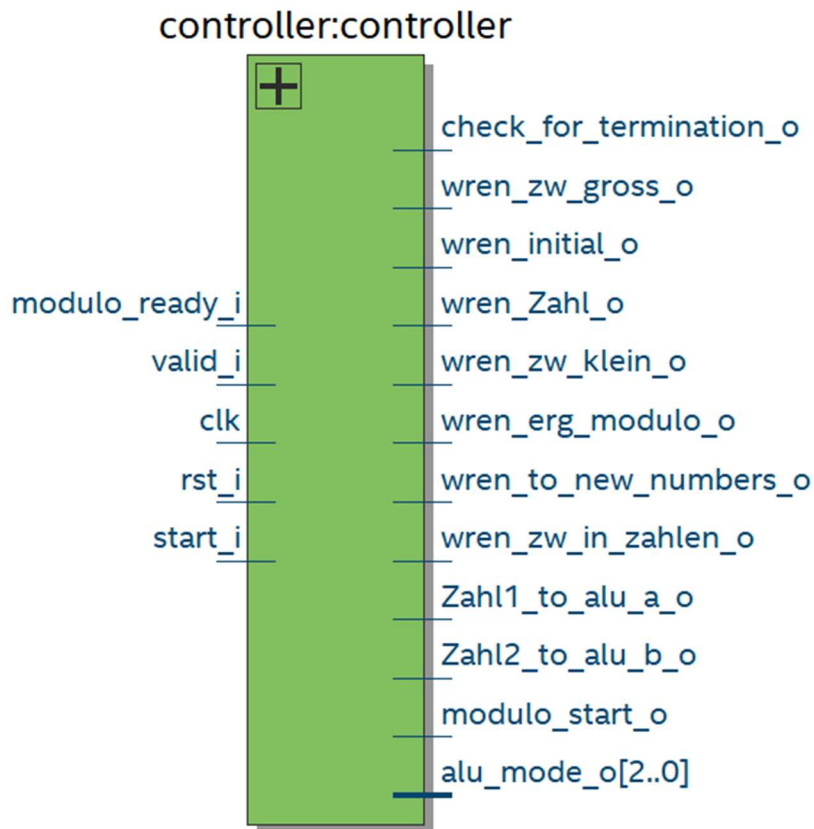 controller:controller
check_for_termination_o
wren_zw_gross_o
wren_initial_o
modulo_ready_i
wren_Zahl_o
valid_i
wren_zw_klein_o
clk
wren_erg_modulo_o
rst_i
wren_to_new_numbers_o
start_i
wren_zw_in_zahlen_o
Zahl1_to_alu_a_o
Zahl2_to_alu_b_o
modulo_start_o
alu_mode_o[2..0]